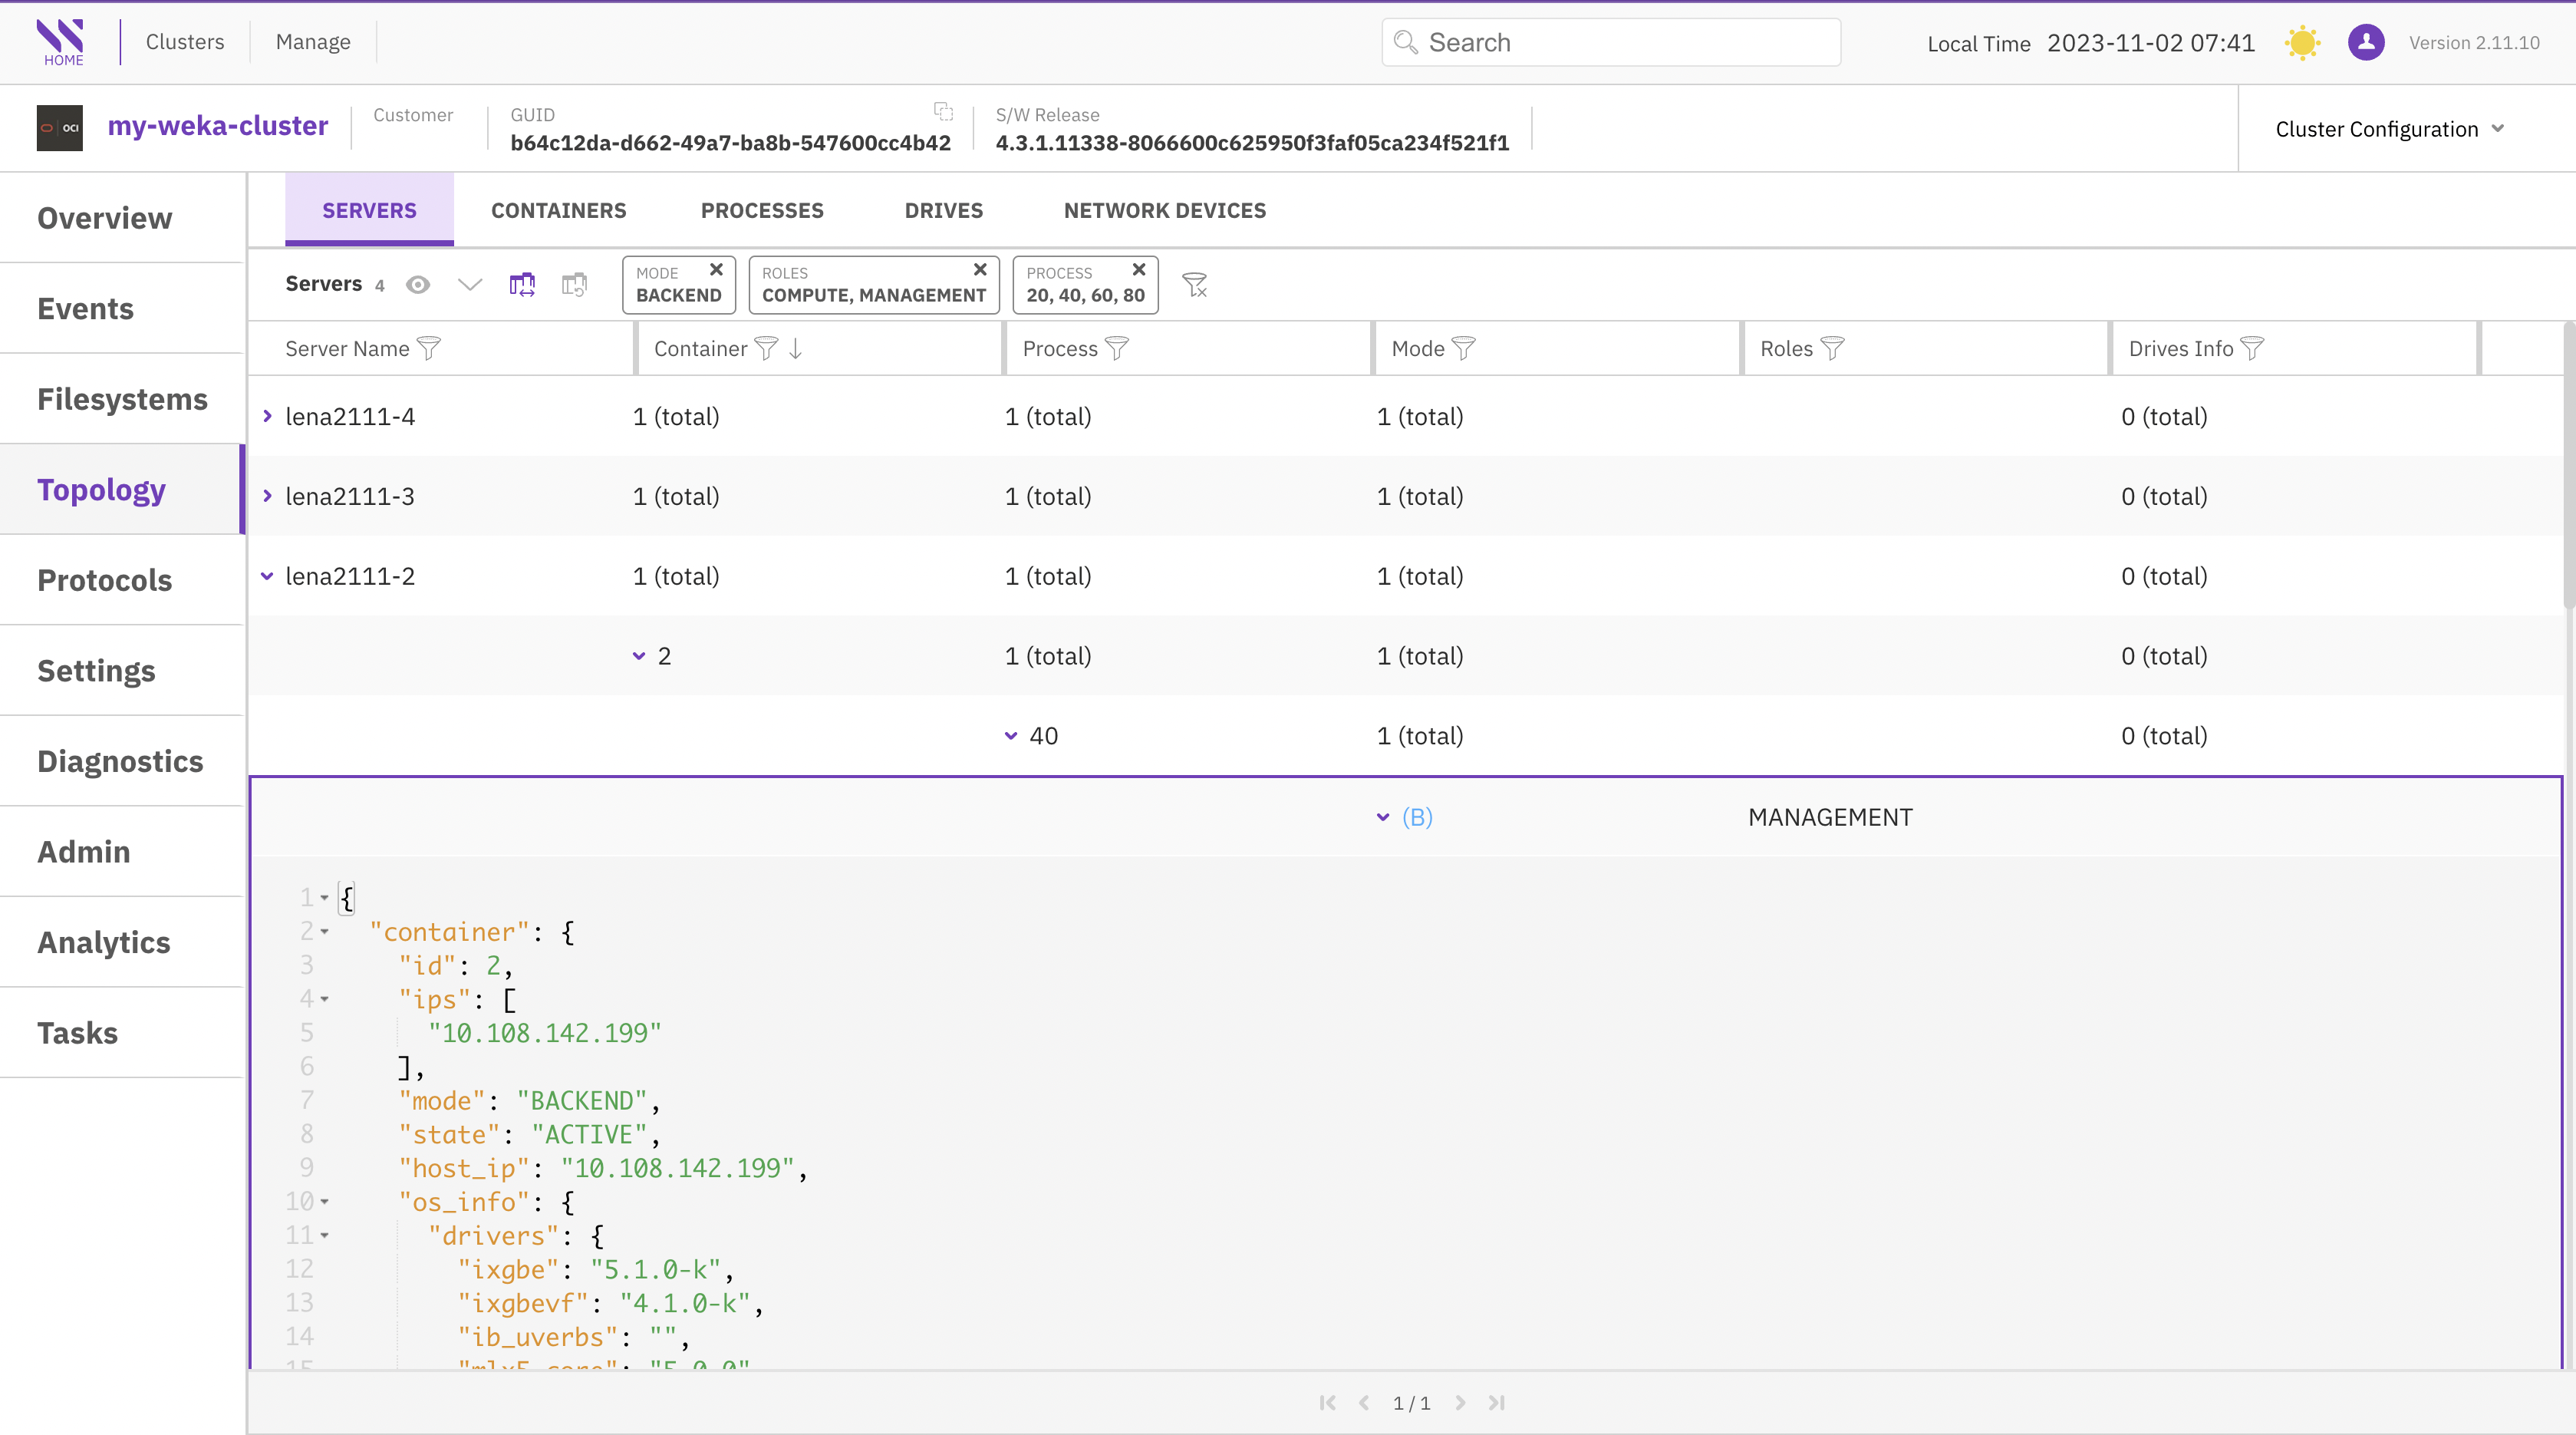 HOME
Clusters
Manage
Search
Local Time 2023-11-02 07:41
Version 2.11.10
OCI
my-weka-cluster
Customer
GUID
b64c12da-d662-49a7-ba8b-547600cc4b42
S/W Release
4.3.1.11338-8066600c625950f3faf05ca234f521f1
Cluster Configuration
Overview
Events
Filesystems
Topology
Protocols
Settings
Diagnostics
Admin
Analytics
Tasks
SERVERS CONTAINERS PROCESSES DRIVES NETWORK DEVICES
Servers 4
MODE
BACKEND
ROLES
COMPUTE, MANAGEMENT
PROCESS
20, 40, 60, 80
Server Name Container Process Mode Roles Drives Info
lena2111-4 1 (total) 1 (total) 1 (total) 0 (total)
lena2111-3 1 (total) 1 (total) 1 (total) 0 (total)
lena2111-2 1 (total) 1 (total) 1 (total) 0 (total)
2 1 (total) 1 (total) 0 (total)
40 1 (total) 0 (total)
(B) MANAGEMENT
1 {
2 "container": {
3 "id": 2,
4 "ips": [
5 "10.108.142.199"
6 ],
7 "mode": "BACKEND",
8 "state": "ACTIVE",
9 "host_ip": "10.108.142.199",
10 "os_info": {
11 "drivers": {
12 "ixgbe": "5.1.0-k",
13 "ixgbevf": "4.1.0-k",
14 "ib_uverbs": "",
15 "mlx5_core": "5.0.0"
1 / 1